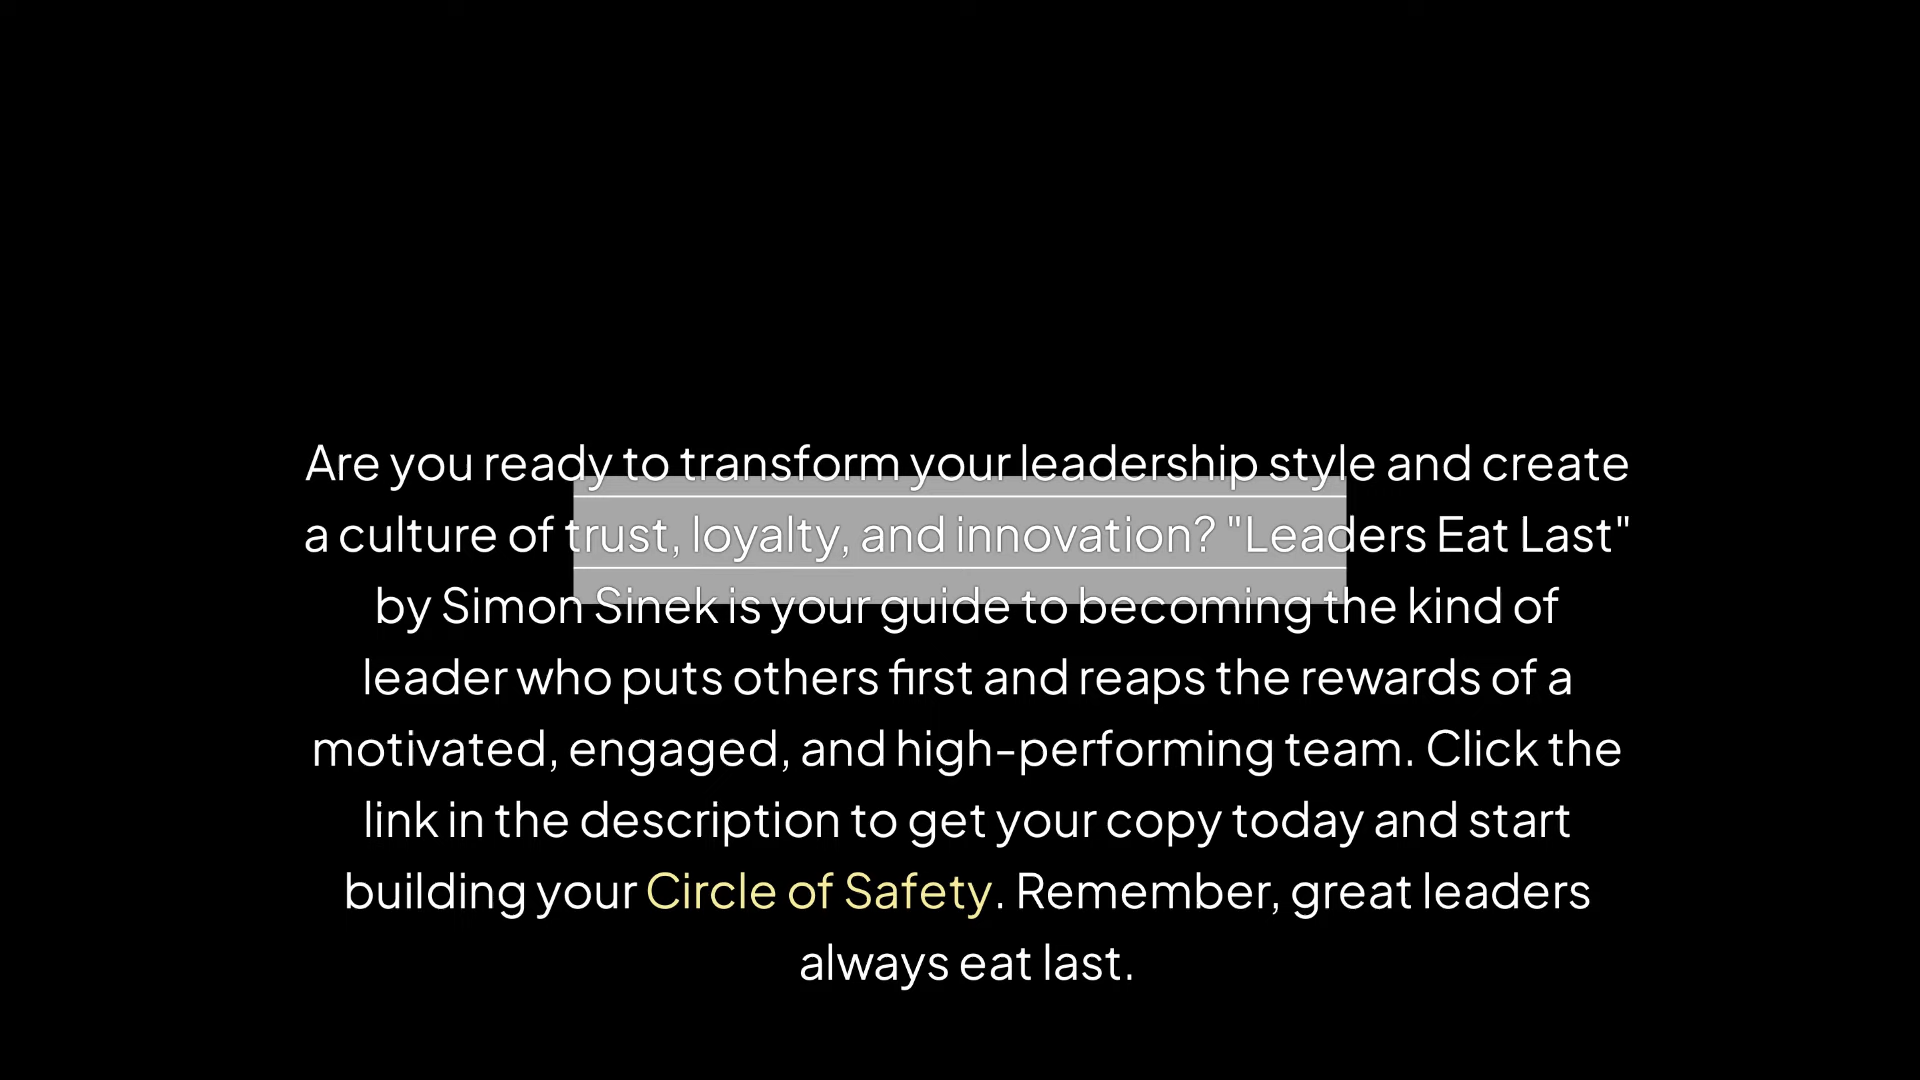 Are you ready to transform your leadership style and create
a culture of trust, loyalty, and innovation? "Leaders Eat Last"
by Simon Sinek is your guide to becoming the kind of
leader who puts others first and reaps the rewards of a
motivated, engaged, and high-performing team. Click the
link in the description to get your copy today and start
building your Circle of Safety. Remember, great leaders
always eat last.